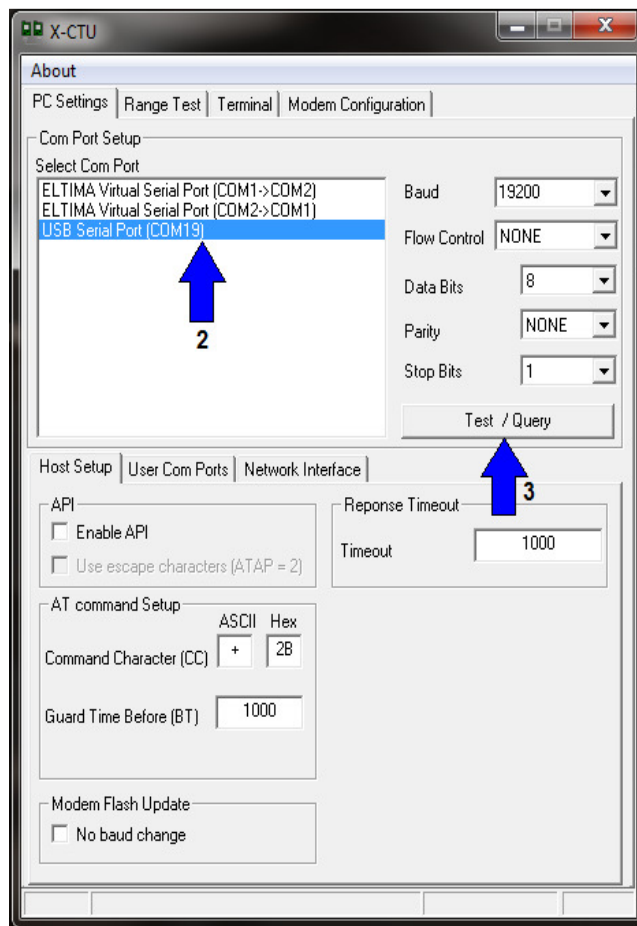 X-CTU
About
PC Settings Range Test Terminal Modem Configuration
Com Port Setup
Select Com Port
ELTIMA Virtual Serial Port (COM1->COM2)
ELTIMA Virtual Serial Port (COM2->COM1)
USB Serial Port (COM19)
2
Baud 19200
Flow Control NONE
Data Bits 8
Parity NONE
Stop Bits 1
Test / Query
3
Host Setup User Com Ports Network Interface
API
Enable API
Use escape characters (ATAP = 2)
Reponse Timeout
Timeout 1000
AT command Setup
ASCII Hex
Command Character (CC) + 2B
Guard Time Before (BT) 1000
Modem Flash Update
No baud change